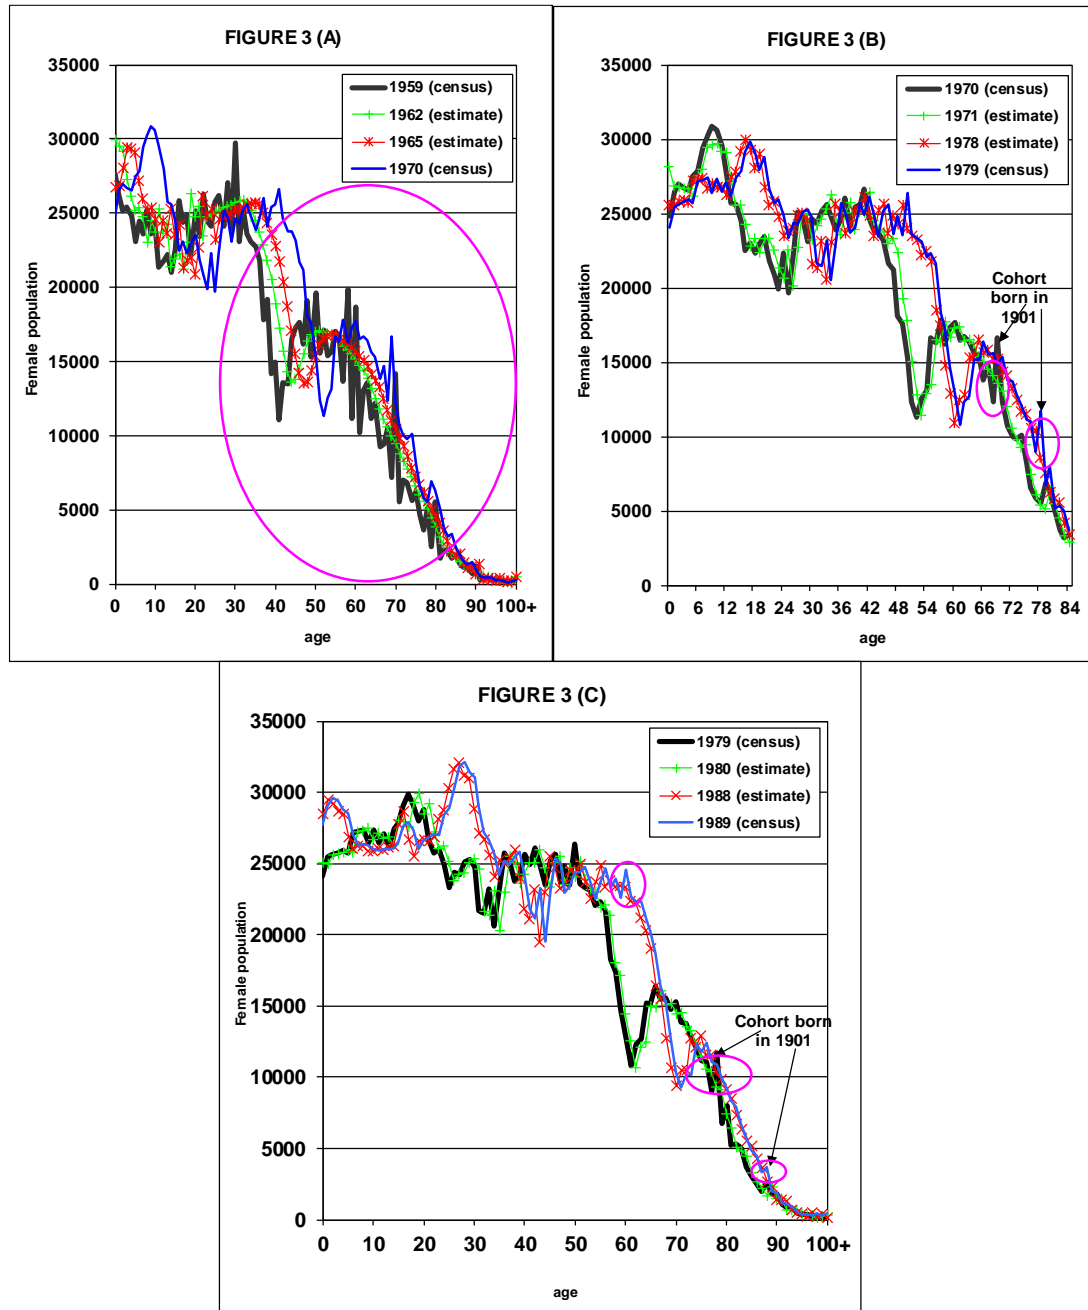 FIGURE 3 (A)
Female population
35000
30000
25000
20000
15000
10000
5000
0
1959 (census)
1962 (estimate)
1965 (estimate)
1970 (census)
0 10 20 30 40 50 60 70 80 90 100+
age
FIGURE 3 (B)
Female population
35000
30000
25000
20000
15000
10000
5000
0
1970 (census)
1971 (estimate)
1978 (estimate)
1979 (census)
Cohort
born in
1901
0 6 12 18 24 30 36 42 48 54 60 66 72 78 84
age
FIGURE 3 (C)
Female population
35000
30000
25000
20000
15000
10000
5000
0
1979 (census)
1980 (estimate)
1988 (estimate)
1989 (census)
Cohort born
in 1901
0 10 20 30 40 50 60 70 80 90 100+
age